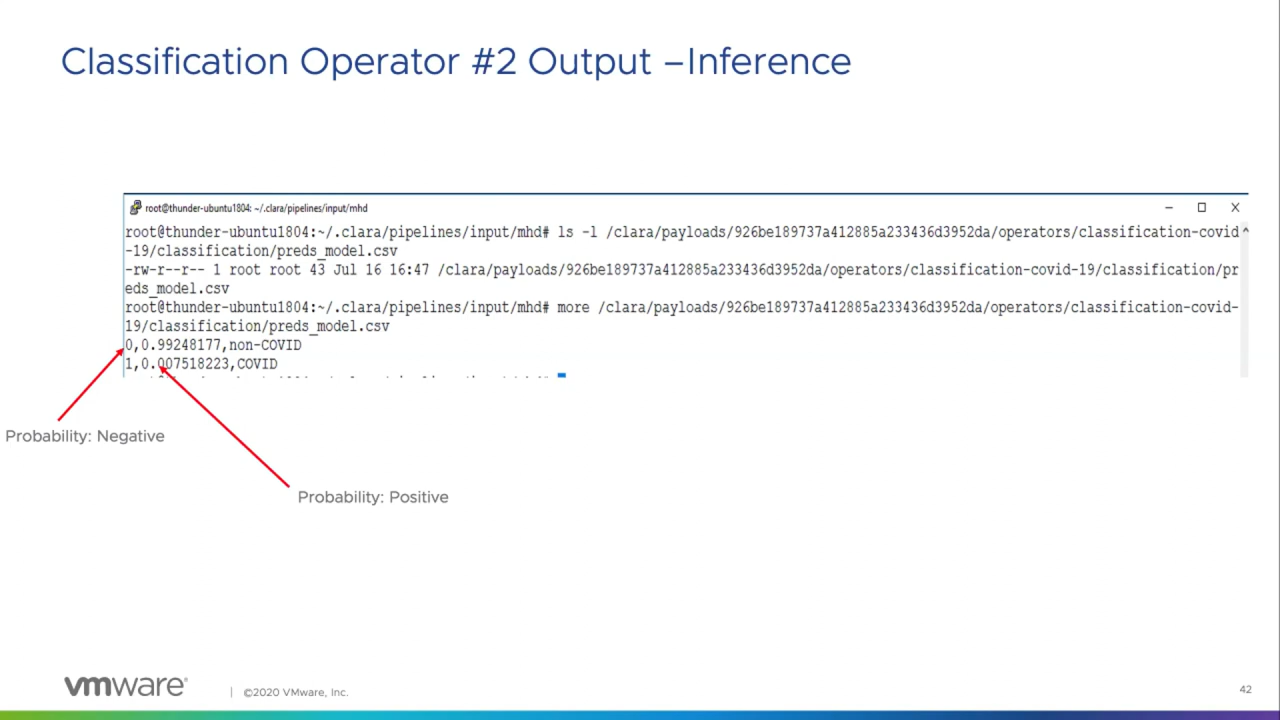 Classification Operator #2 Output –Inference
root@thunder-ubuntu1804: ~/.clara/pipelines/input/mhd
root@thunder-ubuntu1804:~/.clara/pipelines/input/mhd# ls -l /clara/payloads/926be189737a412885a233436d3952da/operators/classification-covid
-19/classification/preds_model.csv
-rw-r--r-- 1 root root 43 Jul 16 16:47 /clara/payloads/926be189737a412885a233436d3952da/operators/classification-covid-19/classification/pr
eds_model.csv
root@thunder-ubuntu1804:~/.clara/pipelines/input/mhd# more /clara/payloads/926be189737a412885a233436d3952da/operators/classification-covid-
19/classification/preds_model.csv
0,0.99248177,non-COVID
1,0.007518223,COVID
Probability: Negative
Probability: Positive
vmware®
©2020 VMware, Inc.
42